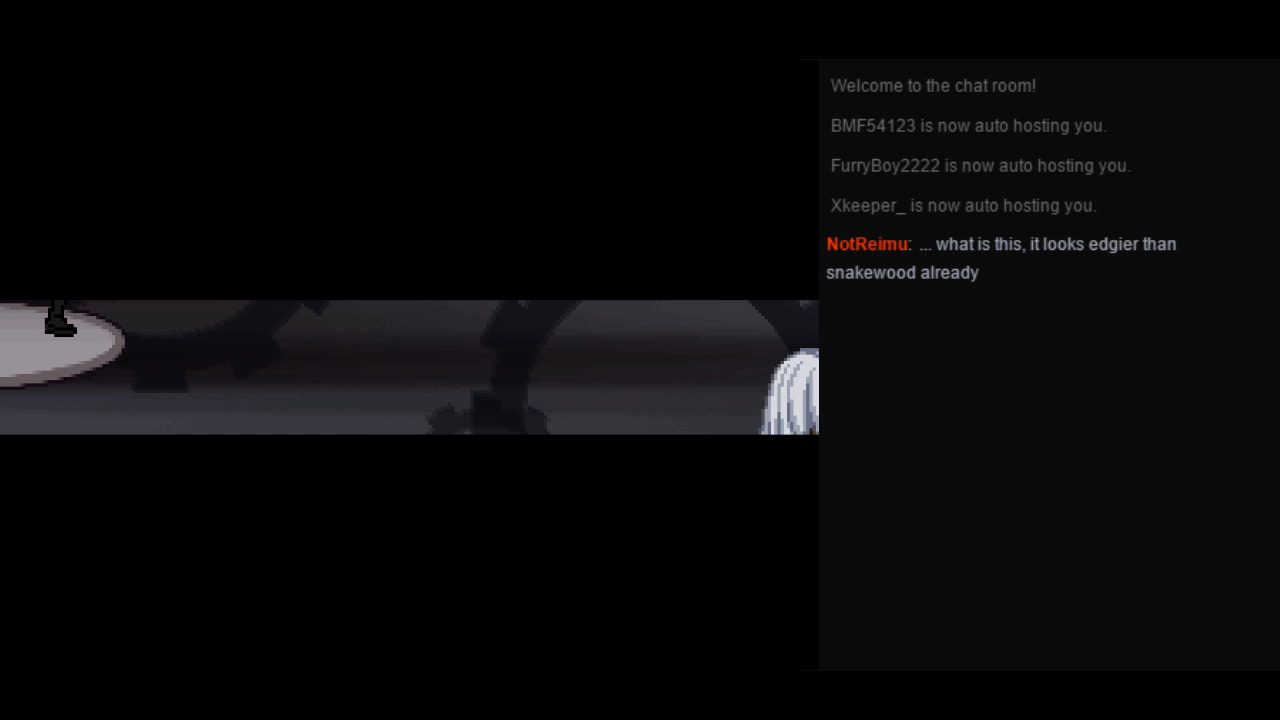 Welcome to the chat room!
BMF54123 is now auto hosting you.
FurryBoy2222 is now auto hosting you.
Xkeeper_ is now auto hosting you.
NotReimu: ... what is this, it looks edgier than
snakewood already